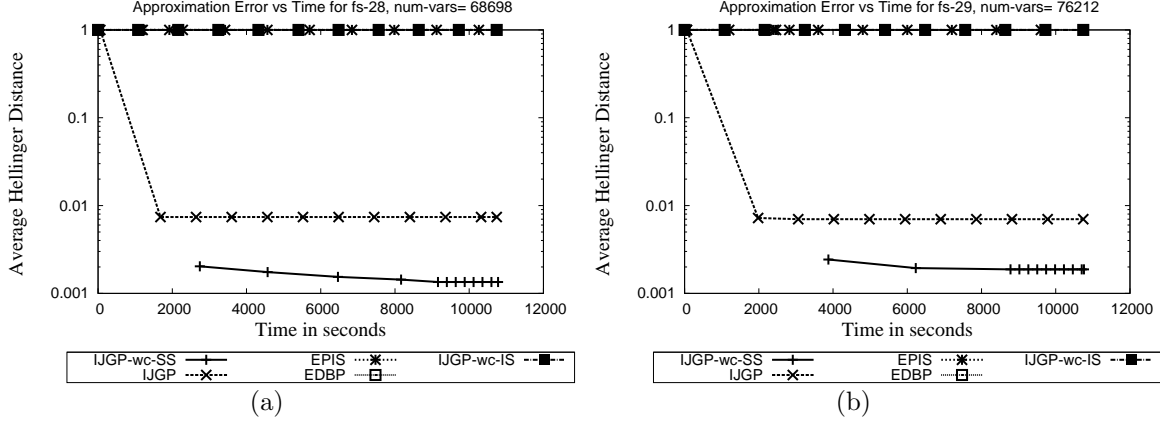 Approximation Error vs Time for fs-28, num-vars= 68698
Average Hellinger Distance
1
0.1
0.01
0.001
0 2000 4000 6000 8000 10000 12000
Time in seconds
IJGP-wc-SS EPIS IJGP-wc-IS
IJGP EDBP
(a)
Approximation Error vs Time for fs-29, num-vars= 76212
Average Hellinger Distance
1
0.1
0.01
0.001
0 2000 4000 6000 8000 10000 12000
Time in seconds
IJGP-wc-SS EPIS IJGP-wc-IS
IJGP EDBP
(b)